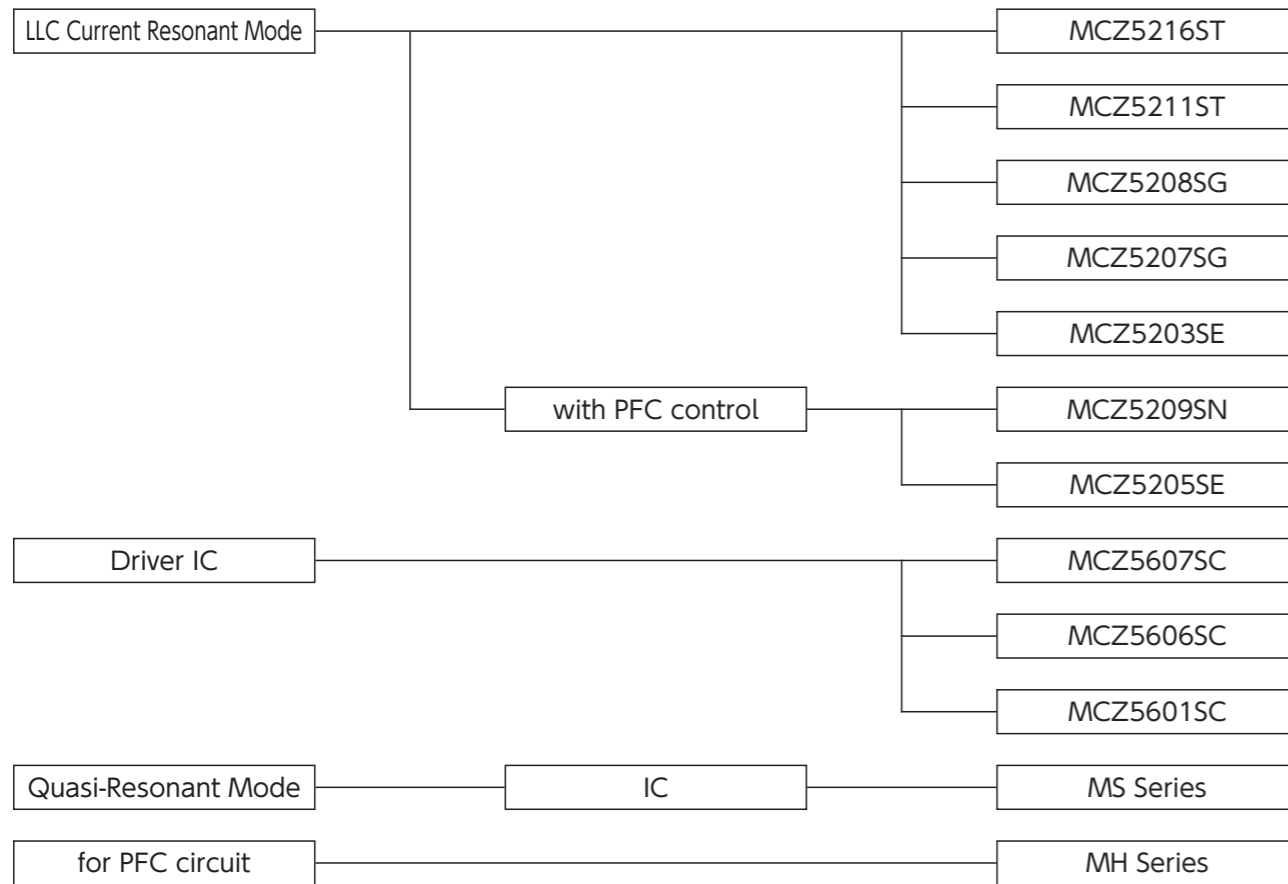 LLC Current Resonant Mode
MCZ5216ST
MCZ5211ST
MCZ5208SG
MCZ5207SG
MCZ5203SE
with PFC control
MCZ5209SN
MCZ5205SE
Driver IC
MCZ5607SC
MCZ5606SC
MCZ5601SC
Quasi-Resonant Mode
IC
MS Series
for PFC circuit
MH Series